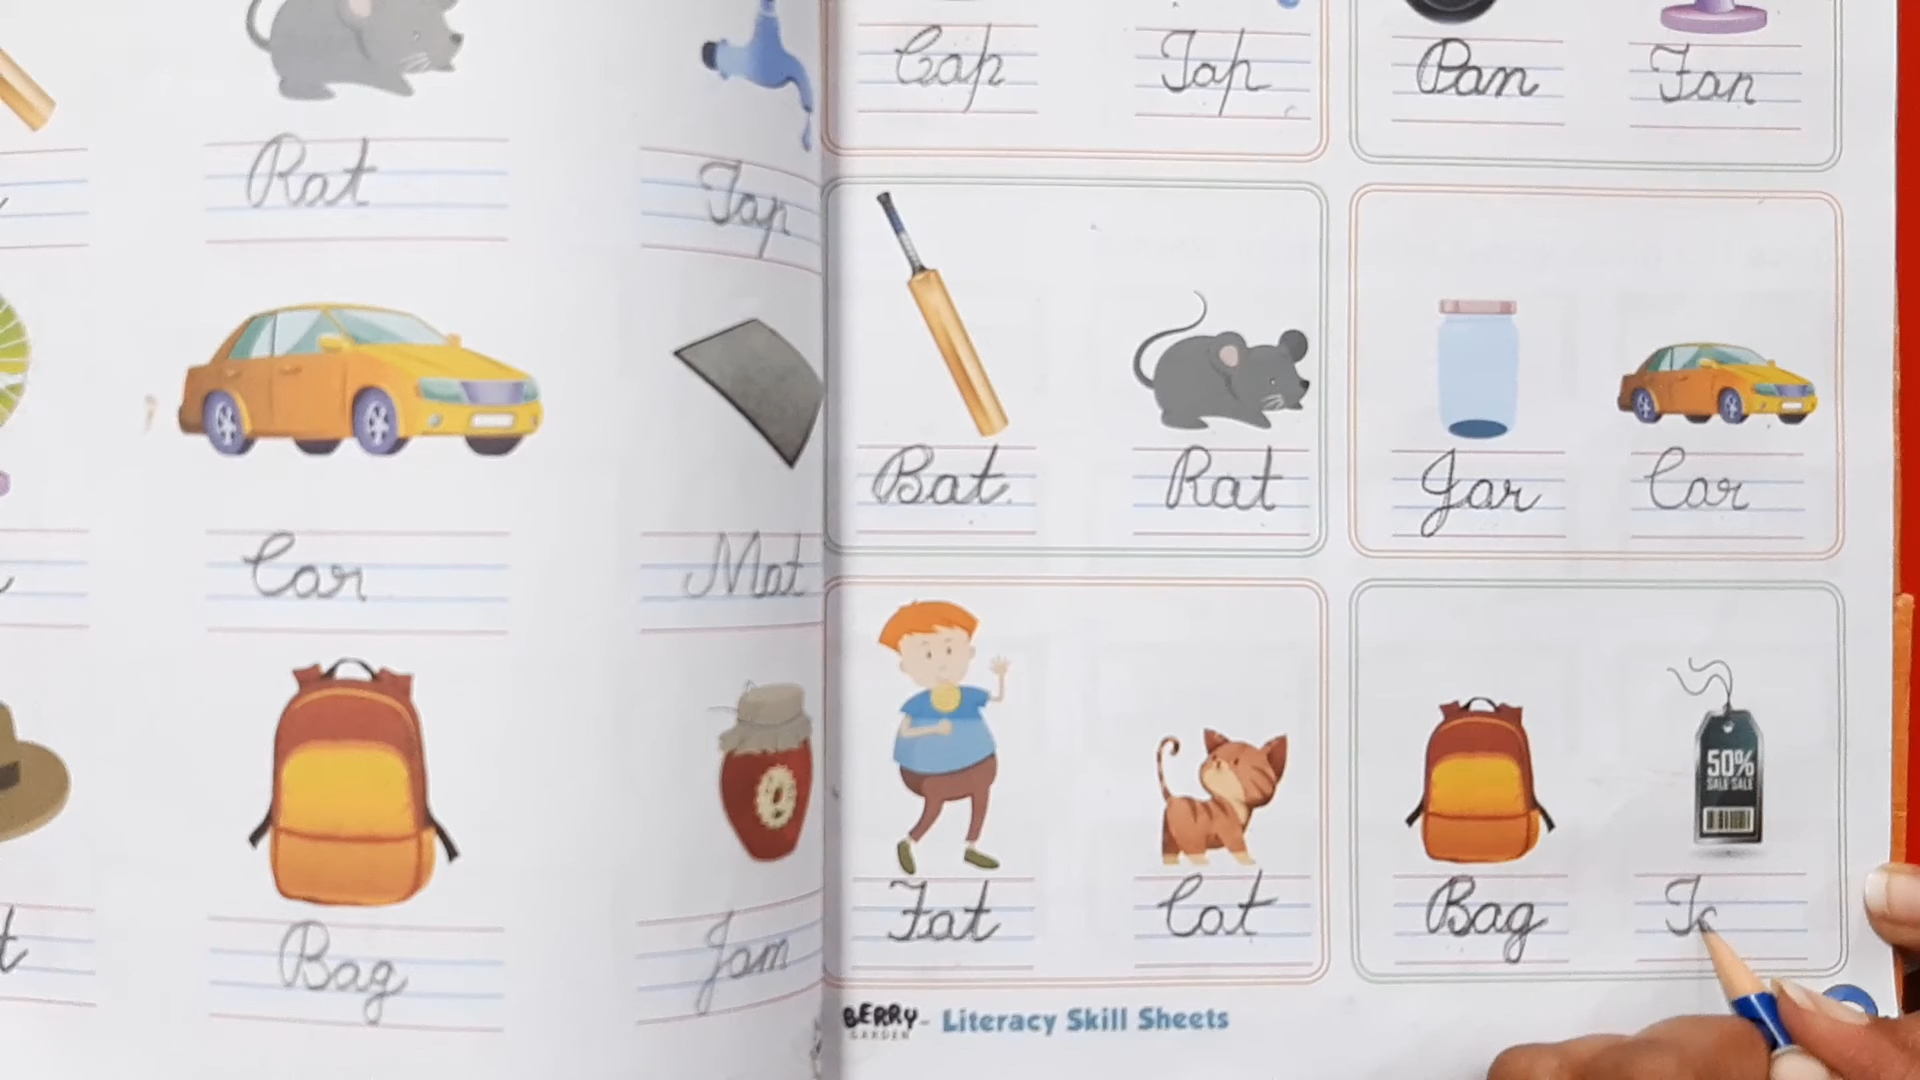 Rat
Tap
Car
Mat
Bag
Jam
Cap Tap
Pan Fan
Bat Rat
Jar Car
50%
SALE SALE
Fat Cat
Bag
BERRY GARDEN - Literacy Skill Sheets